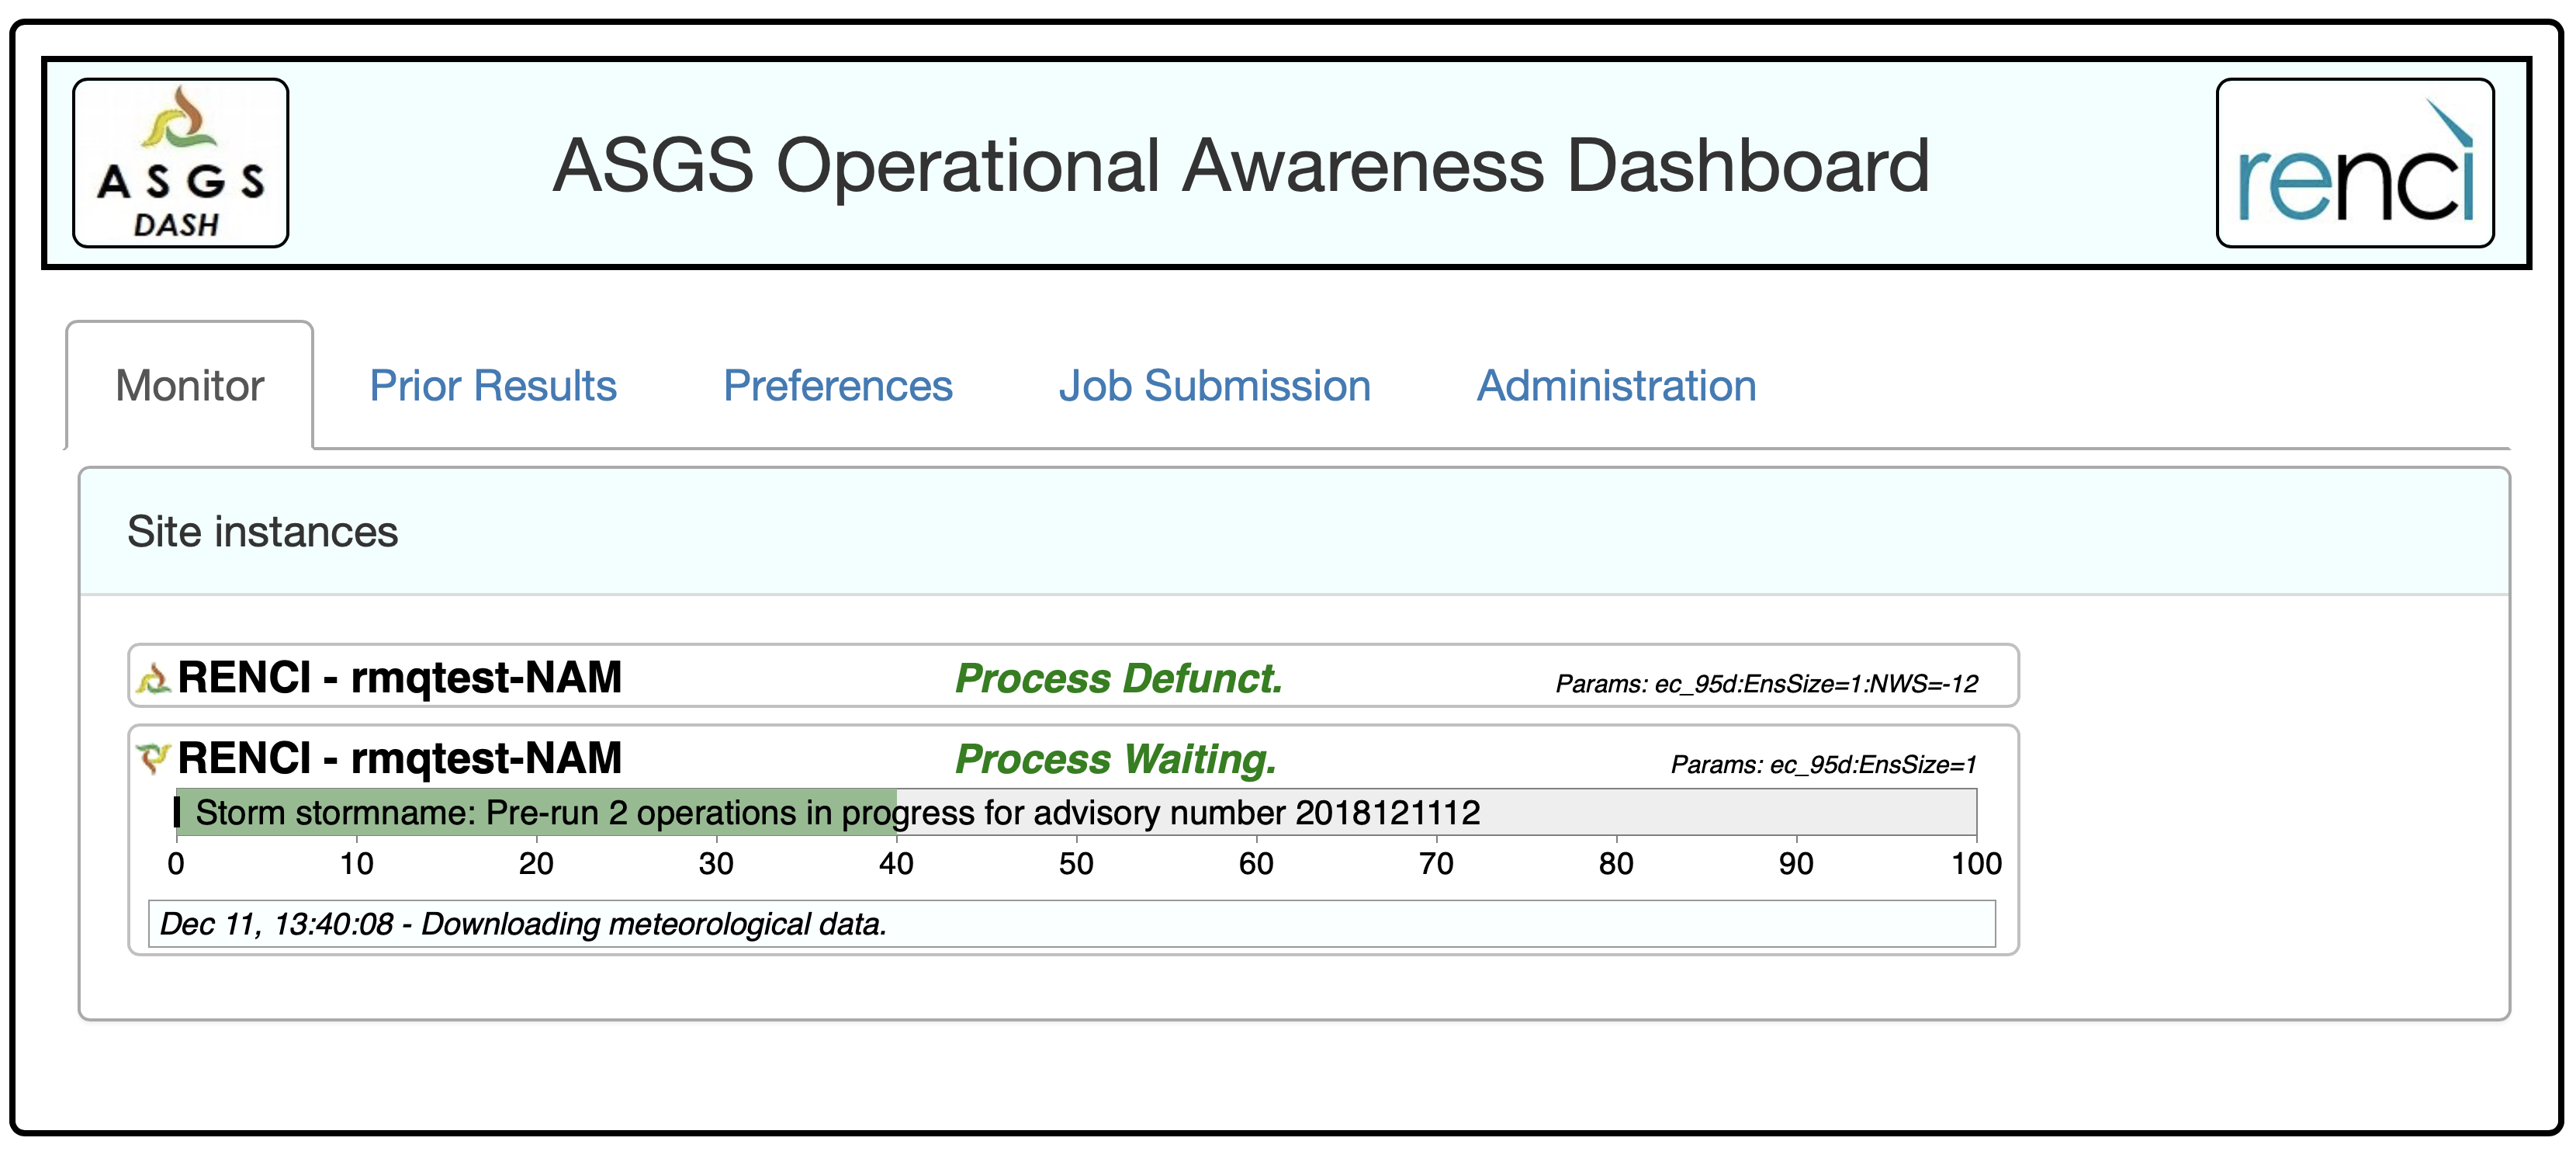 A S G S
DASH
ASGS Operational Awareness Dashboard
renci
Monitor Prior Results Preferences Job Submission Administration
Site instances
RENCI - rmqtest-NAM Process Defunct. Params: ec_95d:EnsSize=1:NWS=-12
RENCI - rmqtest-NAM Process Waiting. Params: ec_95d:EnsSize=1
Storm stormname: Pre-run 2 operations in progress for advisory number 2018121112
0 10 20 30 40 50 60 70 80 90 100
Dec 11, 13:40:08 - Downloading meteorological data.